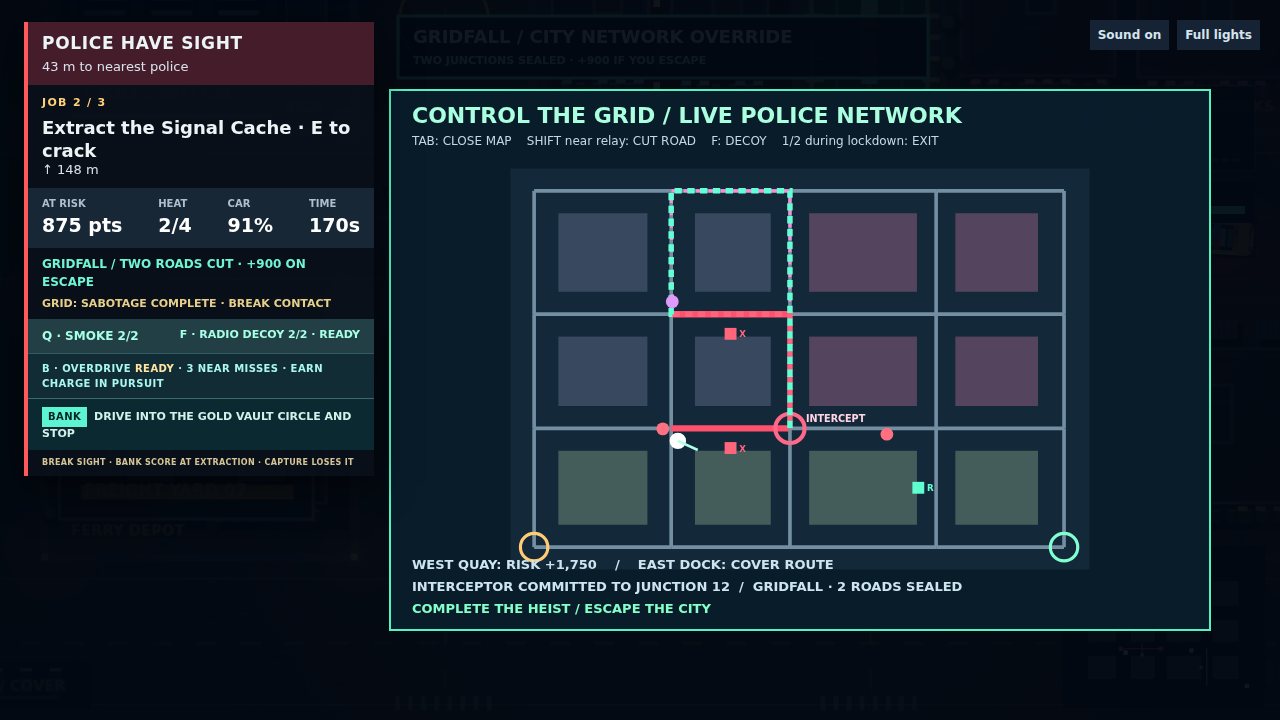 POLICE HAVE SIGHT
43 m to nearest police
JOB 2 / 3
Extract the Signal Cache · E to
crack
↑ 148 m
AT RISK HEAT CAR TIME
875 pts 2/4 91% 170s
GRIDFALL / TWO ROADS CUT · +900 ON
ESCAPE
GRID: SABOTAGE COMPLETE · BREAK CONTACT
Q · SMOKE 2/2 F · RADIO DECOY 2/2 · READY
B · OVERDRIVE READY · 3 NEAR MISSES · EARN
CHARGE IN PURSUIT
BANK DRIVE INTO THE GOLD VAULT CIRCLE AND
STOP
BREAK SIGHT · BANK SCORE AT EXTRACTION · CAPTURE LOSES IT
GRIDFALL / CITY NETWORK OVERRIDE
TWO JUNCTIONS SEALED · +900 IF YOU ESCAPE
Sound on Full lights
CONTROL THE GRID / LIVE POLICE NETWORK
TAB: CLOSE MAP SHIFT near relay: CUT ROAD F: DECOY 1/2 during lockdown: EXIT
X
INTERCEPT
X
R
WEST QUAY: RISK +1,750 / EAST DOCK: COVER ROUTE
INTERCEPTOR COMMITTED TO JUNCTION 12 / GRIDFALL · 2 ROADS SEALED
COMPLETE THE HEIST / ESCAPE THE CITY
FREIGHT YARD 07
FERRY DEPOT
COVER